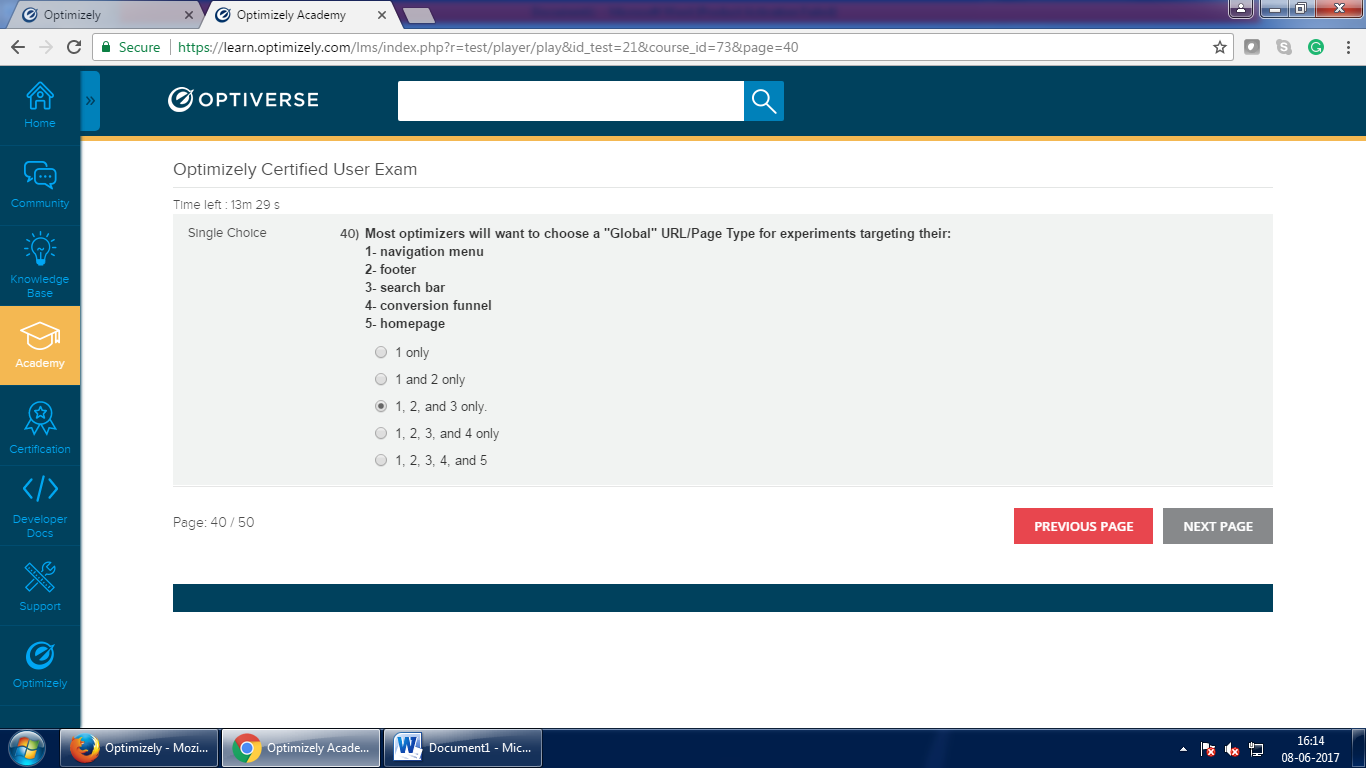 Optimizely
Optimizely Academy
Secure
https://learn.optimizely.com/lms/index.php?r=test/player/play&id_test=21&course_id=73&page=40
Home
Community
Knowledge
Base
Academy
Certification
Developer
Docs
Support
Optimizely
»
OPTIVERSE
Optimizely Certified User Exam
Time left : 13m 29 s
Single Choice
40) Most optimizers will want to choose a "Global" URL/Page Type for experiments targeting their:
1- navigation menu
2- footer
3- search bar
4- conversion funnel
5- homepage
1 only
1 and 2 only
1, 2, and 3 only.
1, 2, 3, and 4 only
1, 2, 3, 4, and 5
Page: 40 / 50
PREVIOUS PAGE
NEXT PAGE
Optimizely - Mozi...
Optimizely Acade...
Document1 - Mic...
16:14
08-06-2017